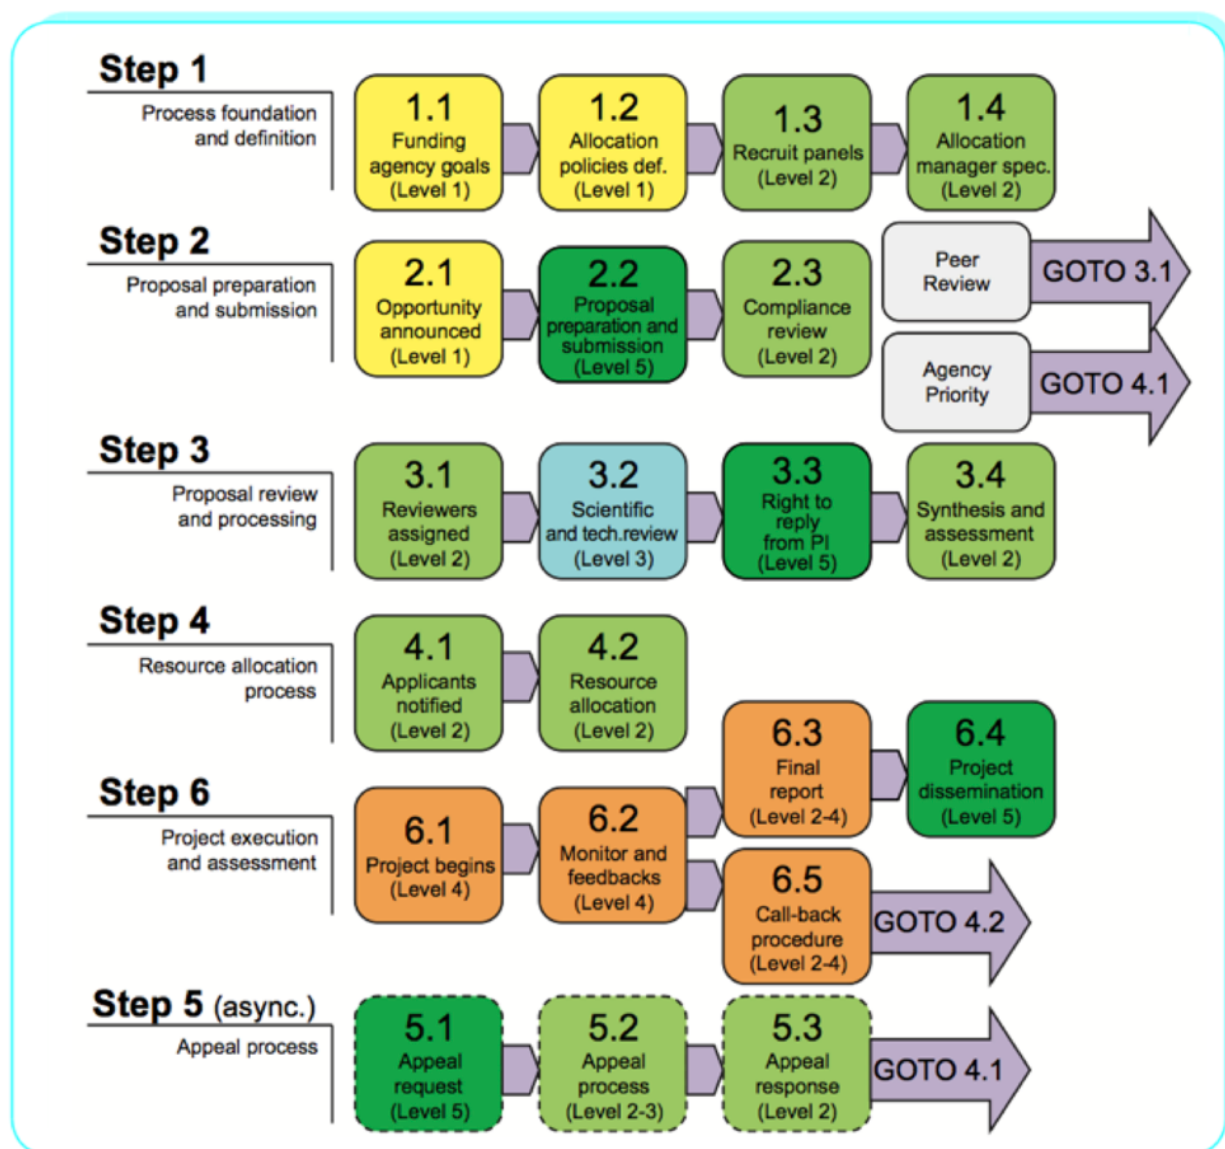 Step 1
Process foundation
and definition
1.1
Funding
agency goals
(Level 1)
1.2
Allocation
policies def.
(Level 1)
1.3
Recruit panels
(Level 2)
1.4
Allocation
manager spec.
(Level 2)
Step 2
Proposal preparation
and submission
2.1
Opportunity
announced
(Level 1)
2.2
Proposal
preparation and
submission
(Level 5)
2.3
Compliance
review
(Level 2)
Peer
Review
GOTO 3.1
Agency
Priority
GOTO 4.1
Step 3
Proposal review
and processing
3.1
Reviewers
assigned
(Level 2)
3.2
Scientific
and tech.review
(Level 3)
3.3
Right to
reply
from PI
(Level 5)
3.4
Synthesis and
assessment
(Level 2)
Step 4
Resource allocation
process
4.1
Applicants
notified
(Level 2)
4.2
Resource
allocation
(Level 2)
Step 6
Project execution
and assessment
6.1
Project begins
(Level 4)
6.2
Monitor and
feedbacks
(Level 4)
6.3
Final
report
(Level 2-4)
6.4
Project
dissemination
(Level 5)
6.5
Call-back
procedure
(Level 2-4)
GOTO 4.2
Step 5 (async.)
Appeal process
5.1
Appeal
request
(Level 5)
5.2
Appeal
process
(Level 2-3)
5.3
Appeal
response
(Level 2)
GOTO 4.1